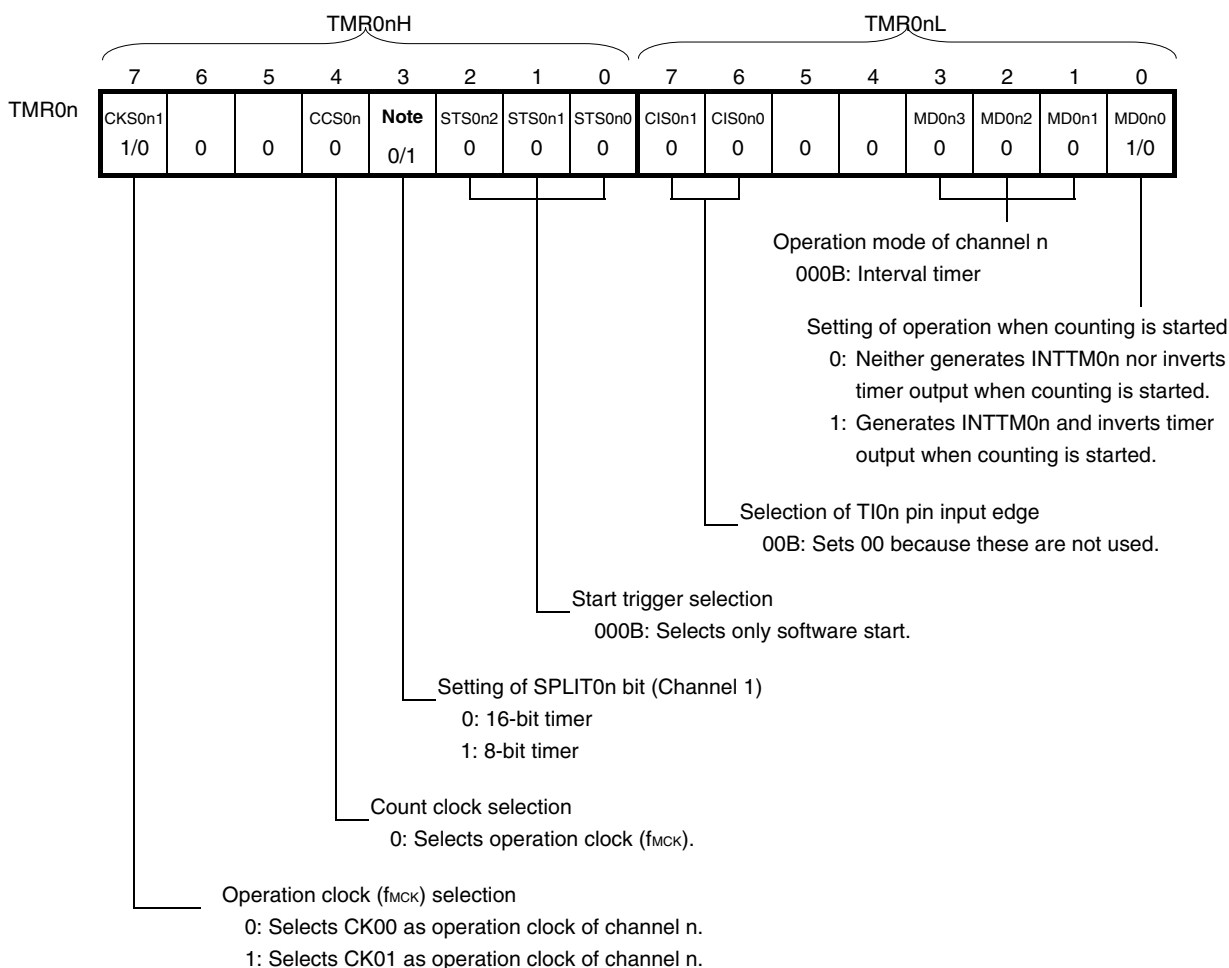 TMR0nH TMR0nL
7 6 5 4 3 2 1 0 7 6 5 4 3 2 1 0
TMR0n
CKS0n1 CCS0n Note STS0n2 STS0n1 STS0n0 CIS0n1 CIS0n0 MD0n3 MD0n2 MD0n1 MD0n0
1/0 0 0 0 0/1 0 0 0 0 0 0 0 0 0 0 1/0
Operation mode of channel n
000B: Interval timer
Setting of operation when counting is started
0: Neither generates INTTM0n nor inverts
timer output when counting is started.
1: Generates INTTM0n and inverts timer
output when counting is started.
Selection of TI0n pin input edge
00B: Sets 00 because these are not used.
Start trigger selection
000B: Selects only software start.
Setting of SPLIT0n bit (Channel 1)
0: 16-bit timer
1: 8-bit timer
Count clock selection
0: Selects operation clock (fMCK).
Operation clock (fMCK) selection
0: Selects CK00 as operation clock of channel n.
1: Selects CK01 as operation clock of channel n.